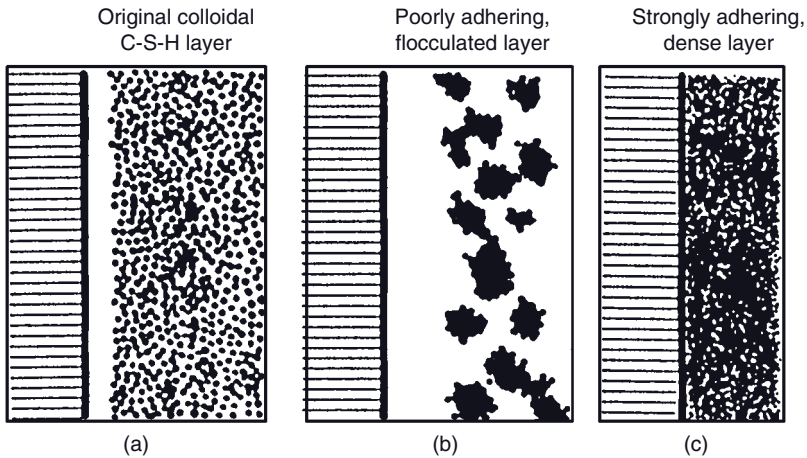 Original colloidal
C-S-H layer
Poorly adhering,
flocculated layer
Strongly adhering,
dense layer
(a)
(b)
(c)